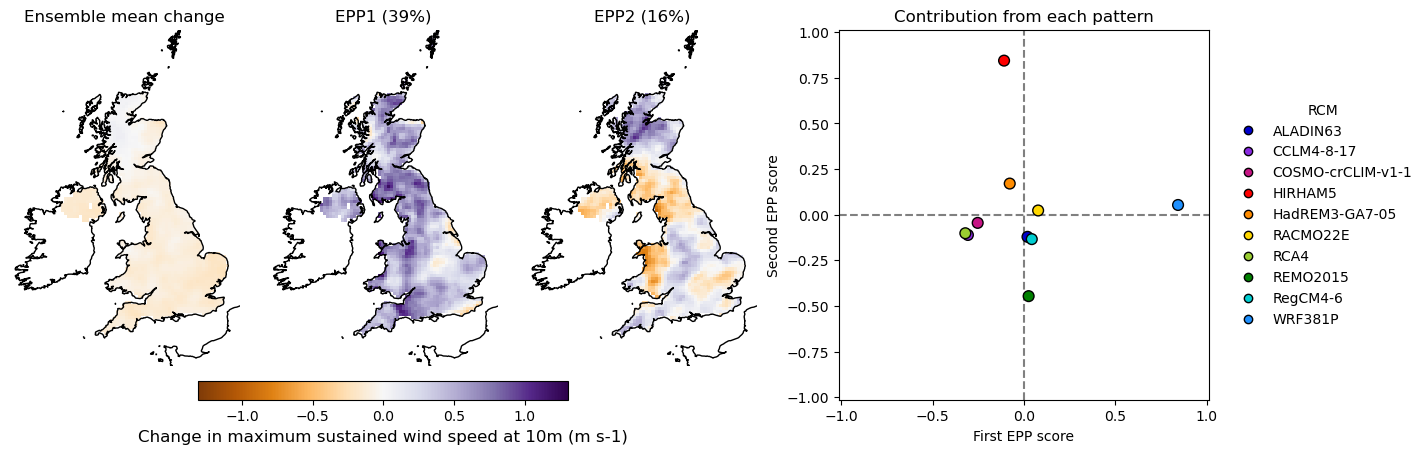 Ensemble mean change
EPP1 (39%)
EPP2 (16%)
−1.0 −0.5 0.0 0.5 1.0
Change in maximum sustained wind speed at 10m (m s-1)
Contribution from each pattern
Second EPP score
1.00
0.75
0.50
0.25
0.00
−0.25
−0.50
−0.75
−1.00
−1.0 −0.5 0.0 0.5 1.0
First EPP score
RCM
ALADIN63
CCLM4-8-17
COSMO-crCLIM-v1-1
HIRHAM5
HadREM3-GA7-05
RACMO22E
RCA4
REMO2015
RegCM4-6
WRF381P